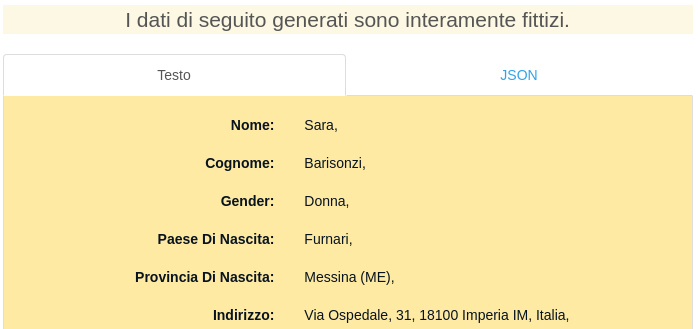 I dati di seguito generati sono interamente fittizi.
Testo JSON
Nome: Sara,
Cognome: Barisonzi,
Gender: Donna,
Paese Di Nascita: Furnari,
Provincia Di Nascita: Messina (ME),
Indirizzo: Via Ospedale, 31, 18100 Imperia IM, Italia,